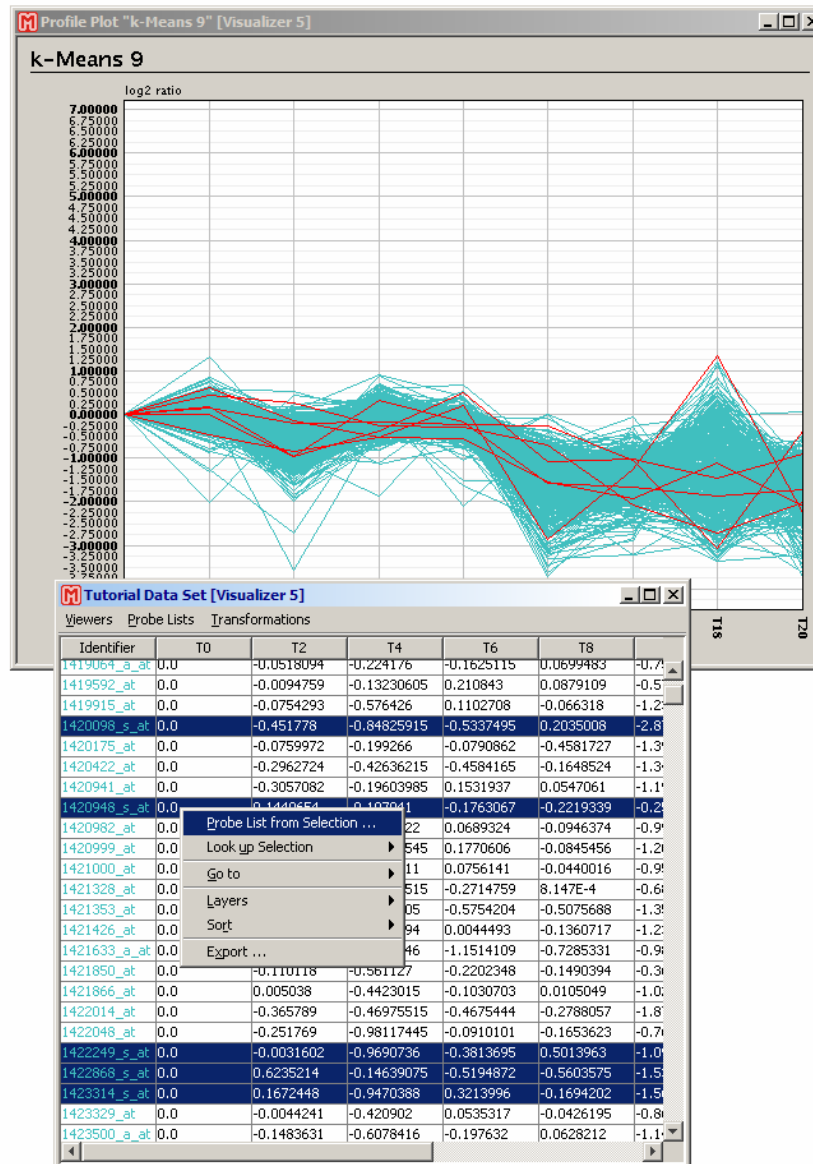 Profile Plot "k-Means 9" [Visualizer 5]
k-Means 9
log2 ratio
7.00000
6.75000
6.50000
6.25000
6.00000
5.75000
5.50000
5.25000
5.00000
4.75000
4.50000
4.25000
4.00000
3.75000
3.50000
3.25000
3.00000
2.75000
2.50000
2.25000
2.00000
1.75000
1.50000
1.25000
1.00000
0.75000
0.50000
0.25000
0.00000
-0.25000
-0.50000
-0.75000
-1.00000
-1.25000
-1.50000
-1.75000
-2.00000
-2.25000
-2.50000
-2.75000
-3.00000
-3.25000
-3.50000
T18 T20
Tutorial Data Set [Visualizer 5]
Viewers Probe Lists Transformations
Identifier T0 T2 T4 T6 T8
1419064_a_at 0.0 -0.0518094 -0.224176 -0.1625115 0.0699483
1419592_at 0.0 -0.0094759 -0.13230605 0.210843 0.0879109
1419915_at 0.0 -0.0754293 -0.576426 0.1102708 -0.066318
1420098_s_at 0.0 -0.451778 -0.84825915 -0.5337495 0.2035008
1420175_at 0.0 -0.0759972 -0.199266 -0.0790862 -0.4581727
1420422_at 0.0 -0.2962724 -0.42636215 -0.4584165 -0.1648524
1420941_at 0.0 -0.3057082 -0.19603985 0.1531937 0.0547061
1420948_s_at 0.0 -0.1763067 -0.2219339
1420982_at 0.0 22 0.0689324 -0.0946374
1420999_at 0.0 545 0.1770606 -0.0845456
1421000_at 0.0 11 0.0756141 -0.0440016
1421328_at 0.0 515 -0.2714759 8.147E-4
1421353_at 0.0 05 -0.5754204 -0.5075688
1421426_at 0.0 94 0.0044493 -0.1360717
1421633_a_at 0.0 46 -1.1514109 -0.7285331
Probe List from Selection ...
Look up Selection
Go to
Layers
Sort
Export ...
1421850_at 0.0 -0.110118 -0.561127 -0.2202348 -0.1490394
1421866_at 0.0 0.005038 -0.4423015 -0.1030703 0.0105049
1422014_at 0.0 -0.365789 -0.46975515 -0.4675444 -0.2788057
1422048_at 0.0 -0.251769 -0.98117445 -0.0910101 -0.1653623
1422249_s_at 0.0 -0.0031602 -0.9690736 -0.3813695 0.5013963
1422868_s_at 0.0 0.6235214 -0.14639075 -0.5194872 -0.5603575
1423314_s_at 0.0 0.1672448 -0.9470388 0.3213996 -0.1694202
1423329_at 0.0 -0.0044241 -0.420902 0.0535317 -0.0426195
1423500_a_at 0.0 -0.1483631 -0.6078416 -0.197632 0.0628212